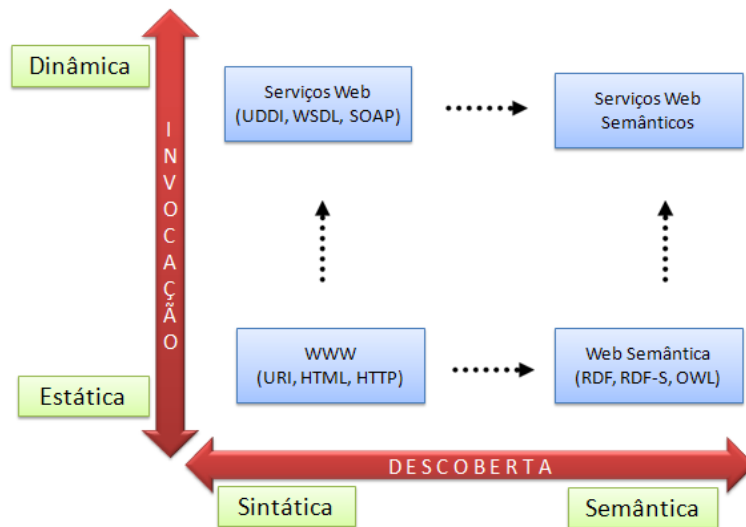 Dinâmica
Serviços Web
(UDDI, WSDL, SOAP)
Serviços Web
Semânticos
INVOCAÇÃO
WWW
(URI, HTML, HTTP)
Web Semântica
(RDF, RDF-S, OWL)
Estática
DESCOBERTA
Sintática
Semântica